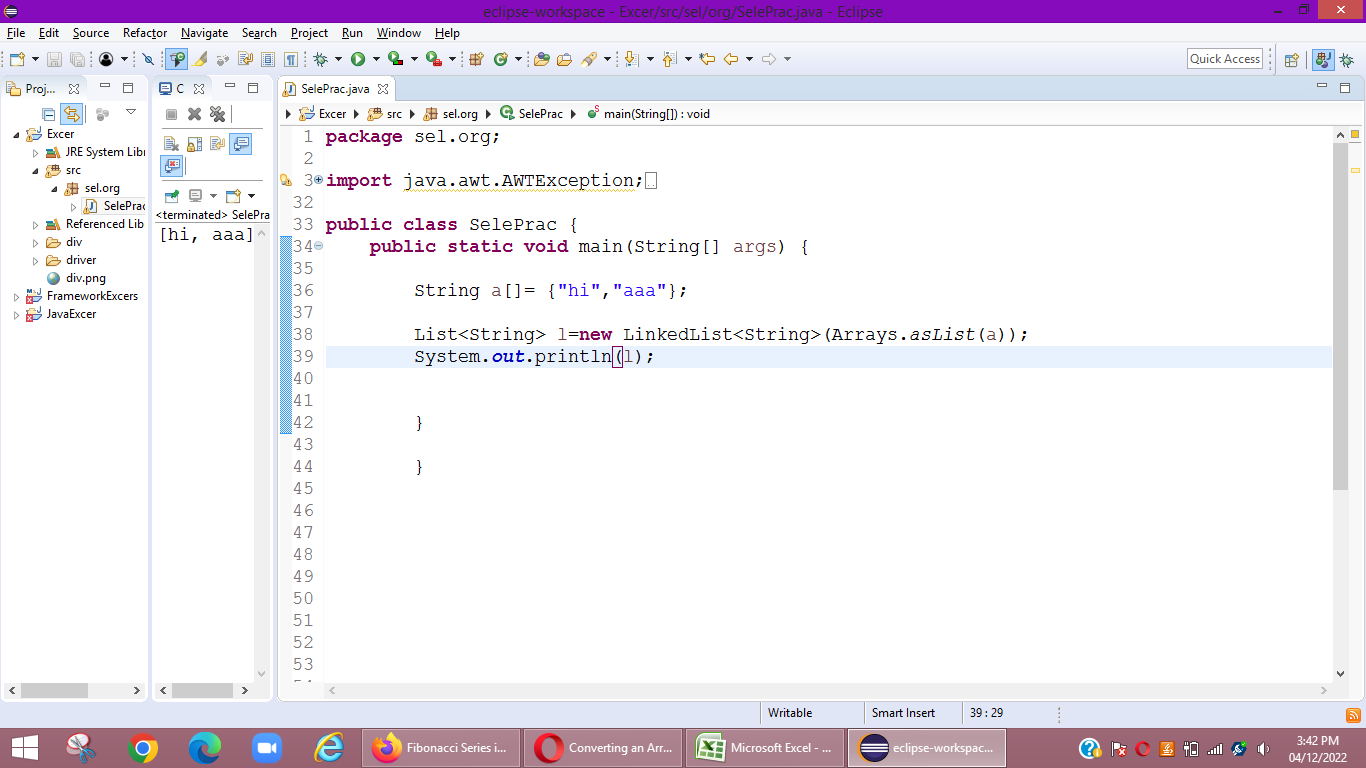 eclipse-workspace - Excer/src/sel/org/SelePrac.java - Eclipse
File Edit Source Refactor Navigate Search Project Run Window Help
Quick Access
Proj...
Excer
JRE System Libr
src
sel.org
SelePrac
Referenced Lib
div
driver
div.png
FrameworkExcers
JavaExcer
C
<terminated> SelePra
[hi, aaa]
SelePrac.java
Excer src sel.org SelePrac main(String[]) : void
1 package sel.org;
2
3 import java.awt.AWTException;
32
33 public class SelePrac {
34 public static void main(String[] args) {
35
36 String a[]= {"hi","aaa"};
37
38 List<String> l=new LinkedList<String>(Arrays.asList(a));
39 System.out.println(l);
40
41
42 }
43
44 }
45
46
47
48
49
50
51
52
53
Writable Smart Insert 39 : 29
Fibonacci Series i... Converting an Arr... Microsoft Excel - ... eclipse-workspac...
3:42 PM
04/12/2022